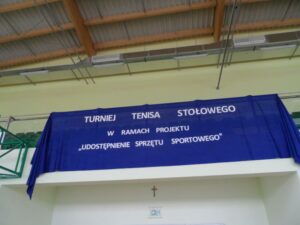 TURNIEJ TENISA STOŁOWEGO
W RAMACH PROJEKTU
„UDOSTĘPNIENIE SPRZĘTU SPORTOWEGO"